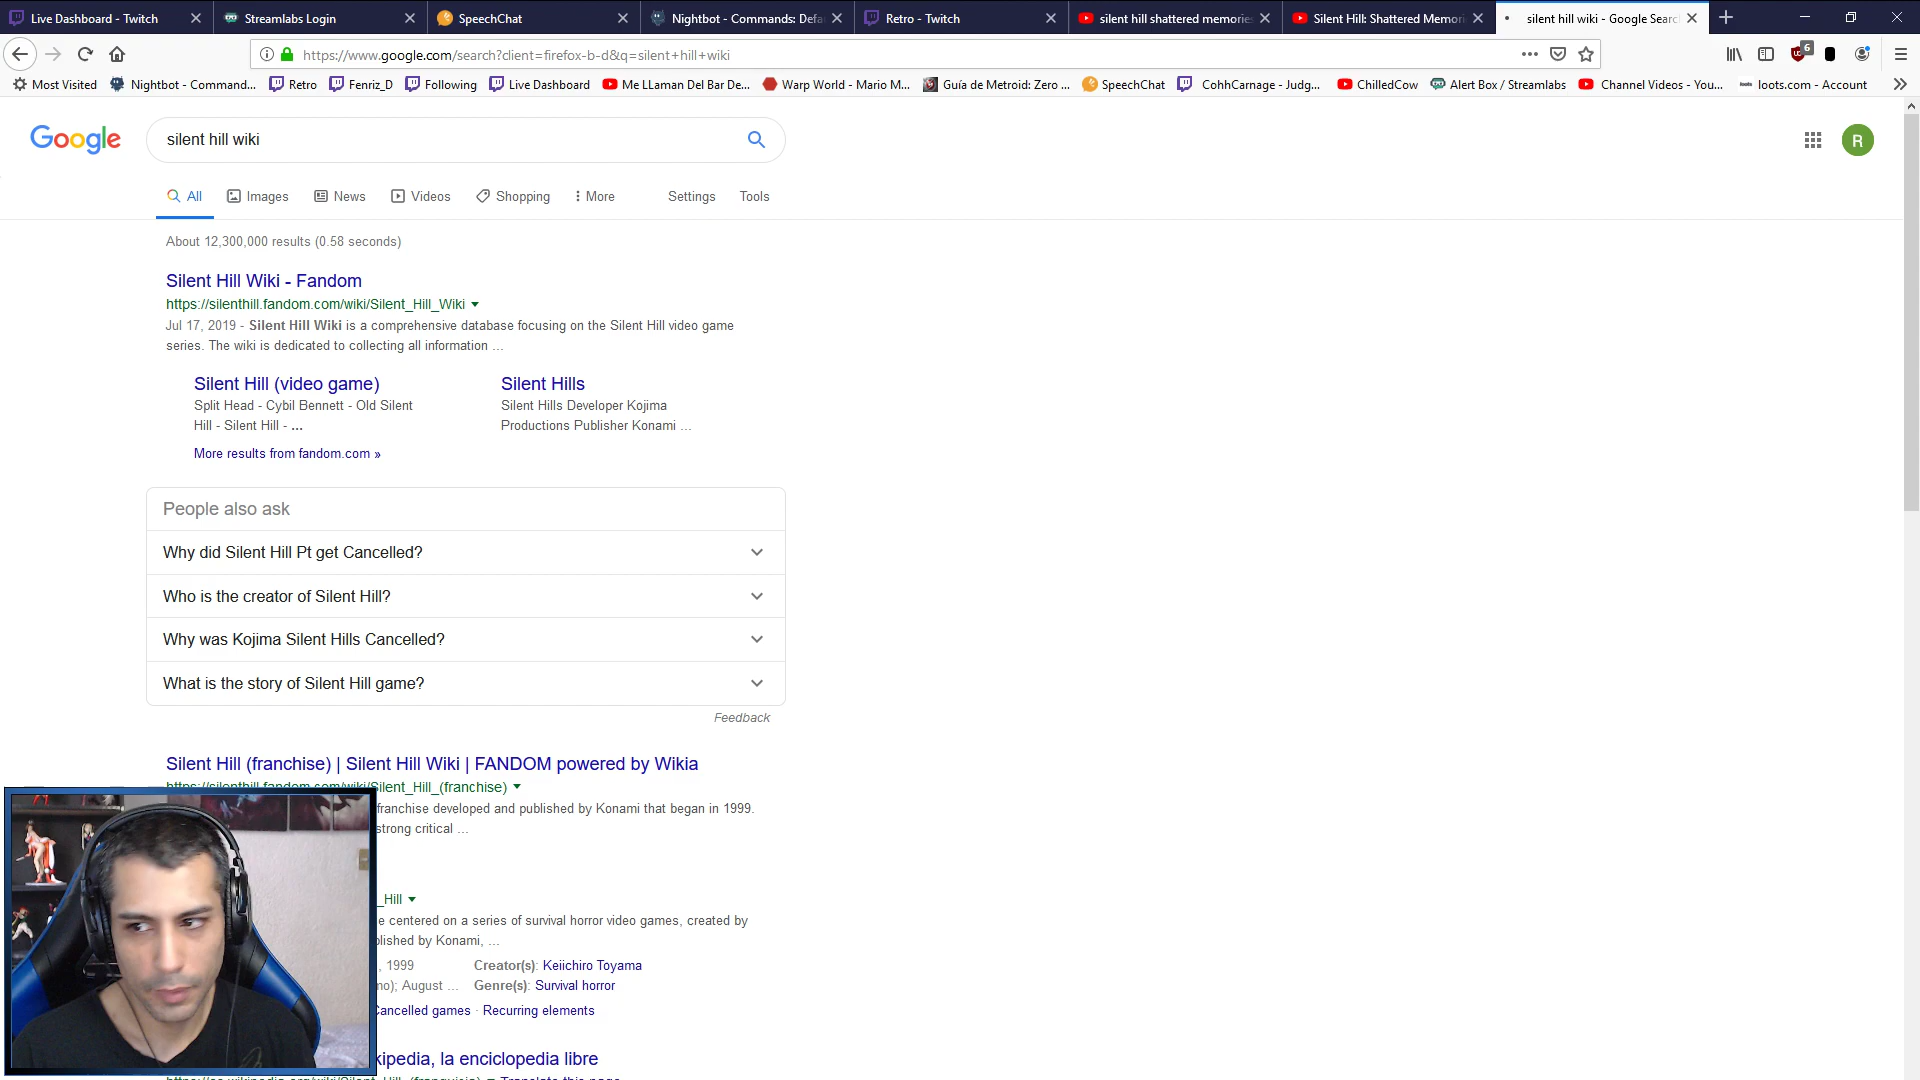 Live Dashboard - Twitch
Streamlabs Login
SpeechChat
Nightbot - Commands: Defa
Retro - Twitch
silent hill shattered memories
Silent Hill: Shattered Memori
silent hill wiki - Google Searc
https://www.google.com/search?client=firefox-b-d&q=silent+hill+wiki
6
Most Visited
Nightbot - Command...
Retro
Fenriz_D
Following
Live Dashboard
Me LLaman Del Bar De...
Warp World - Mario M...
Guía de Metroid: Zero ...
SpeechChat
CohhCarnage - Judg...
ChilledCow
Alert Box / Streamlabs
Channel Videos - You...
loots.com - Account
Google
silent hill wiki
R
All
Images
News
Videos
Shopping
More
Settings
Tools
About 12,300,000 results (0.58 seconds)
Silent Hill Wiki - Fandom
https://silenthill.fandom.com/wiki/Silent_Hill_Wiki
Jul 17, 2019 - Silent Hill Wiki is a comprehensive database focusing on the Silent Hill video game
series. The wiki is dedicated to collecting all information ...
Silent Hill (video game)
Split Head - Cybil Bennett - Old Silent
Hill - Silent Hill - ...
Silent Hills
Silent Hills Developer Kojima
Productions Publisher Konami ...
More results from fandom.com »
People also ask
Why did Silent Hill Pt get Cancelled?
Who is the creator of Silent Hill?
Why was Kojima Silent Hills Cancelled?
What is the story of Silent Hill game?
Feedback
Silent Hill (franchise) | Silent Hill Wiki | FANDOM powered by Wikia
https://silenthill.fandom.com/wiki/Silent_Hill_(franchise)
franchise developed and published by Konami that began in 1999.
strong critical ...
_Hill
e centered on a series of survival horror video games, created by
blished by Konami, ...
, 1999
Creator(s): Keiichiro Toyama
mo); August ...
Genre(s): Survival horror
Cancelled games · Recurring elements
kipedia, la enciclopedia libre